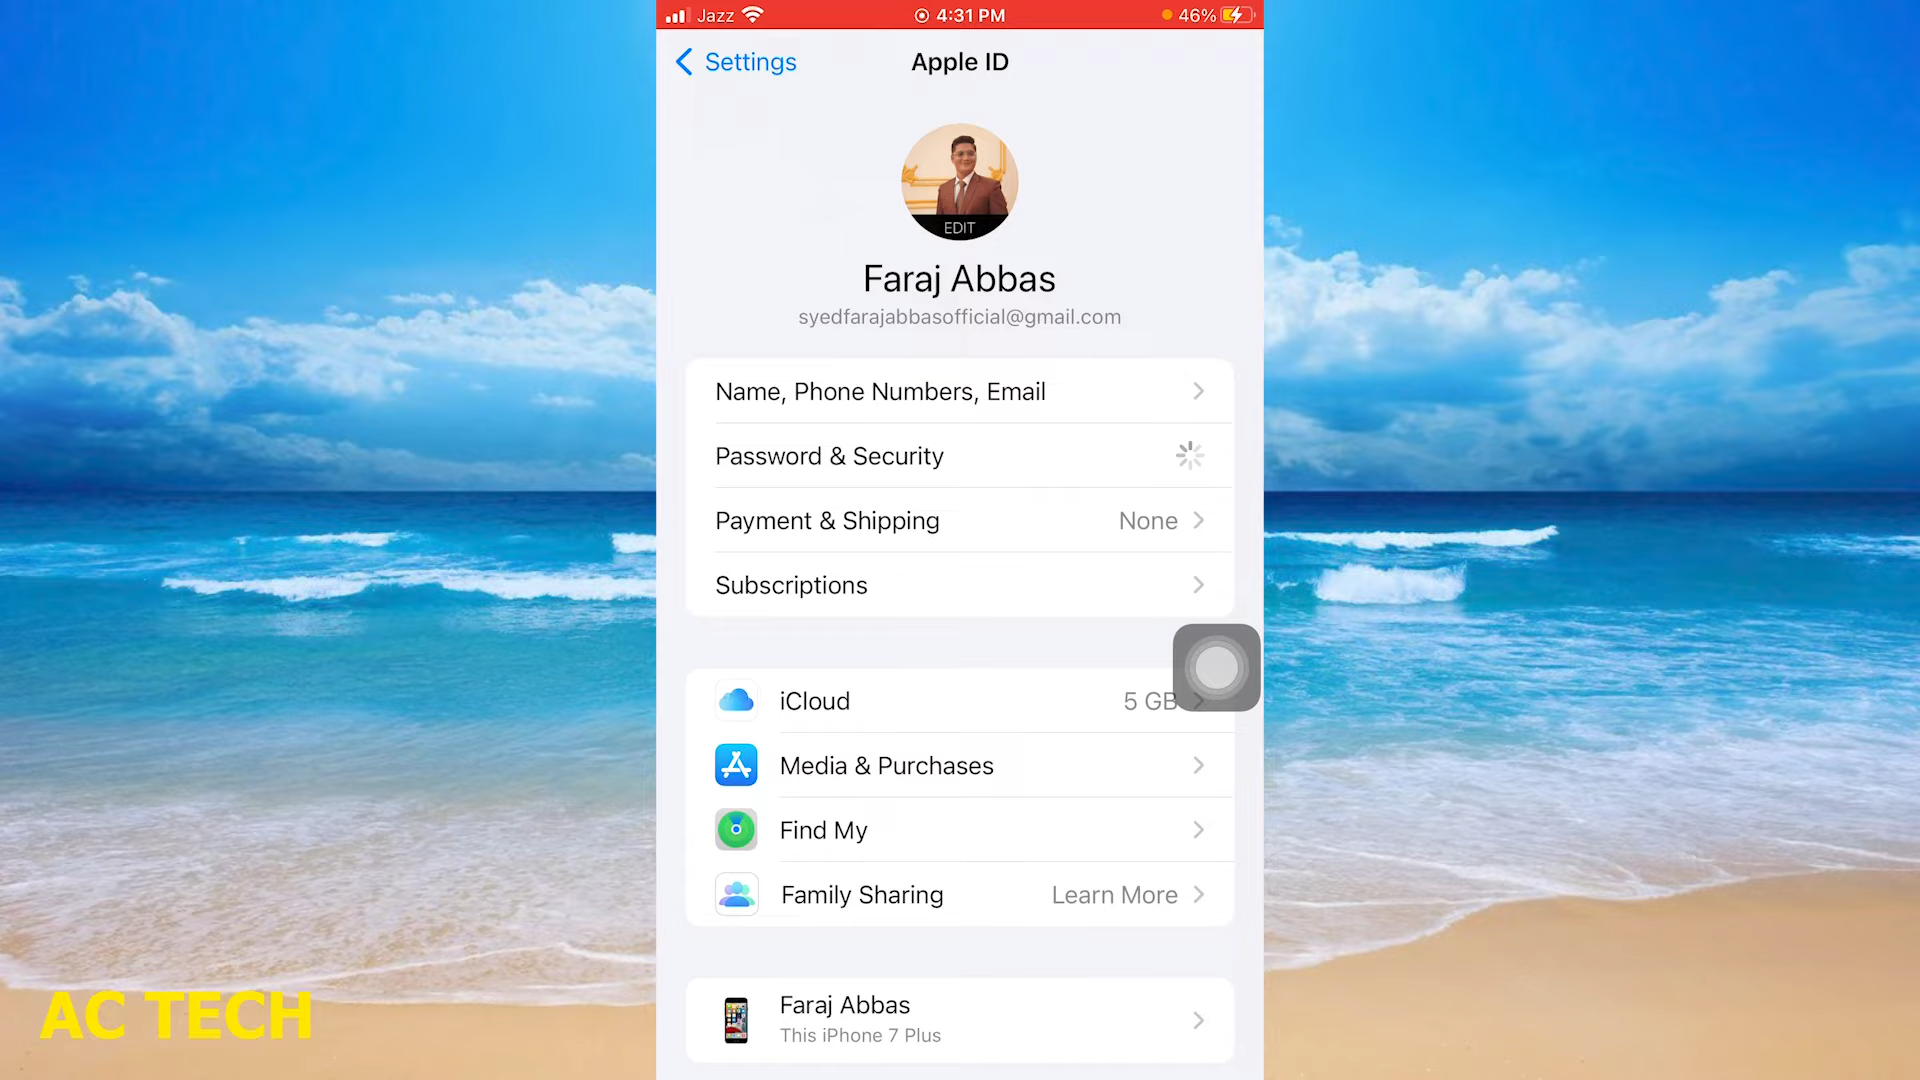 Jazz 4:31 PM 46%
Settings Apple ID
EDIT
Faraj Abbas
syedfarajabbasofficial@gmail.com
Name, Phone Numbers, Email
Password & Security
Payment & Shipping None
Subscriptions
iCloud 5 GB
Media & Purchases
Find My
Family Sharing Learn More
Faraj Abbas
This iPhone 7 Plus
AC TECH